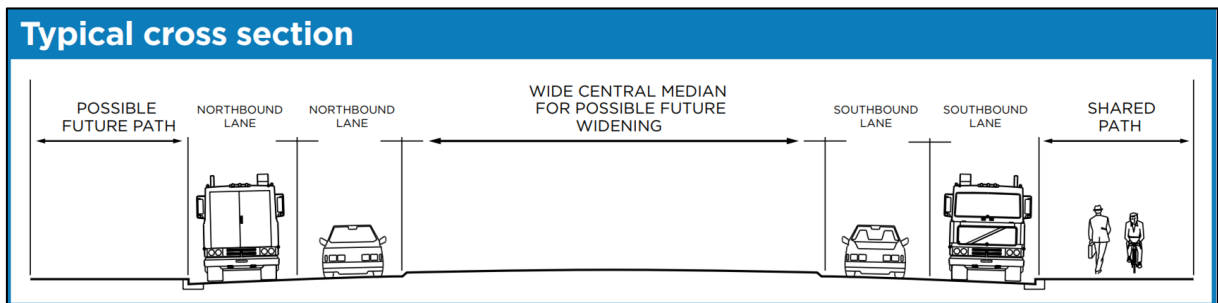 Typical cross section
POSSIBLE
FUTURE PATH
NORTHBOUND
LANE
NORTHBOUND
LANE
WIDE CENTRAL MEDIAN
FOR POSSIBLE FUTURE
WIDENING
SOUTHBOUND
LANE
SOUTHBOUND
LANE
SHARED
PATH